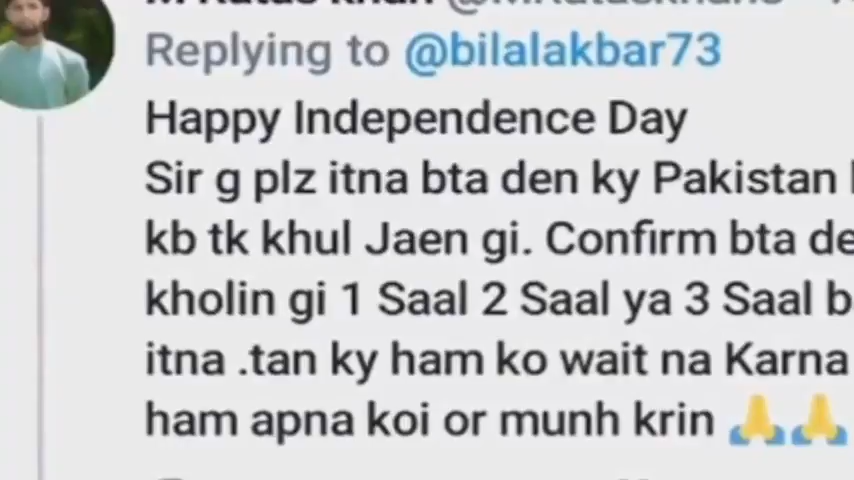 Replying to @bilalakbar73
Happy Independence Day
Sir g plz itna bta den ky Pakistan
kb tk khul Jaen gi. Confirm bta de
kholin gi 1 Saal 2 Saal ya 3 Saal b
itna .tan ky ham ko wait na Karna
ham apna koi or munh krin 🙏🙏